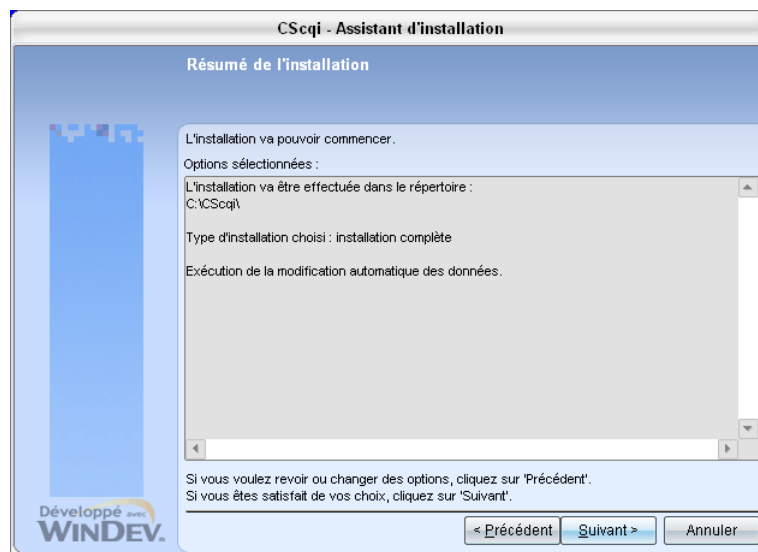 CScqi - Assistant d'installation
Résumé de l'installation
L'installation va pouvoir commencer.
Options sélectionnées :
L'installation va être effectuée dans le répertoire :
C:\CScqi\
Type d'installation choisi : installation complète
Exécution de la modification automatique des données.
Si vous voulez revoir ou changer des options, cliquez sur 'Précédent'.
Si vous êtes satisfait de vos choix, cliquez sur 'Suivant'.
Développé avec
WINDEV.
< Précédent Suivant > Annuler